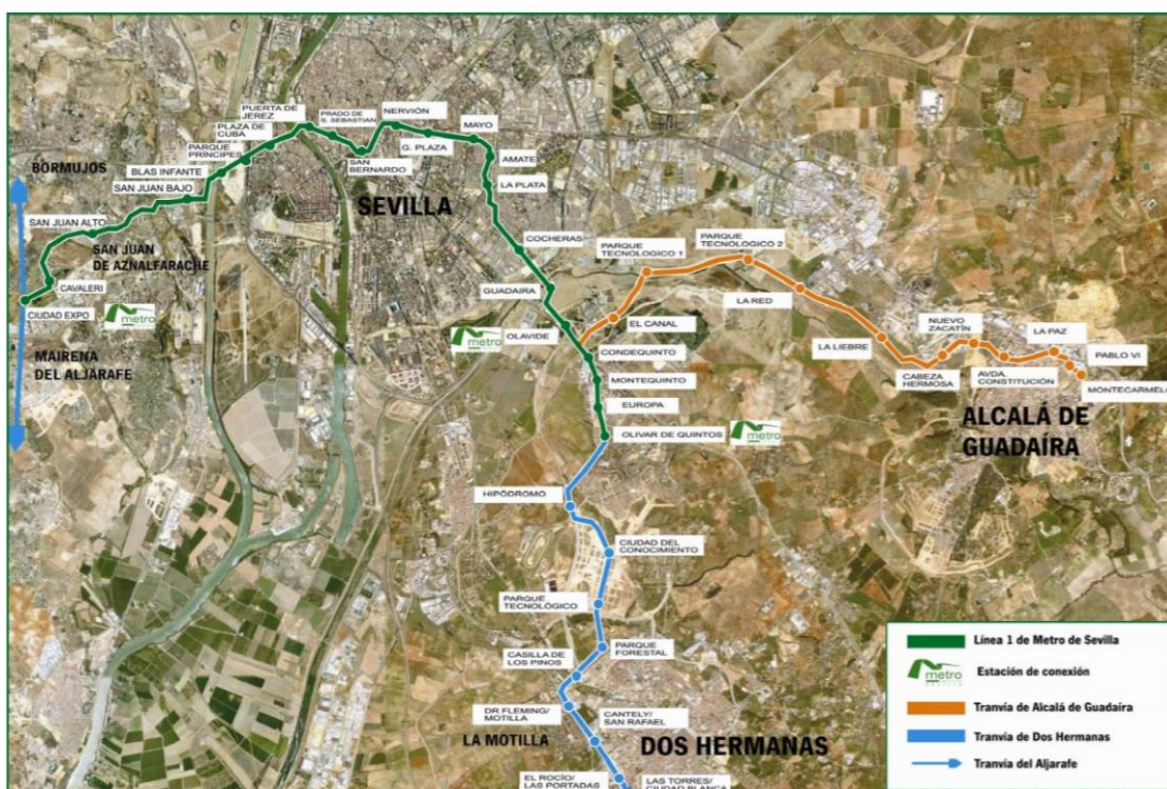 PUERTA DE
JEREZ
PLAZA DE
CUBA
PARQUE
PRINCIPES
BLAS INFANTE
SAN JUAN BAJO
PRADO DE
S. SEBASTIAN
NERVIÓN
MAYO
G. PLAZA
SAN
BERNARDO
AMATE
LA PLATA
BORMUJOS
SEVILLA
SAN JUAN ALTO
SAN JUAN
DE AZNALFARACHE
CAVALERI
CIUDAD EXPO
metro
MAIRENA
DEL ALJARAFE
COCHERAS
GUADAIRA
metro
OLAVIDE
PARQUE
TECNOLÓGICO 1
PARQUE
TECNOLOGICO 2
EL CANAL
LA RED
LA LIEBRE
NUEVO
ZACATÍN
CABEZA
HERMOSA
AVDA.
CONSTITUCIÓN
LA PAZ
PABLO VI
MONTECARMELO
ALCALÁ DE
GUADAÍRA
CONDEQUINTO
MONTEQUINTO
EUROPA
OLIVAR DE QUINTOS
metro
HIPÓDROMO
CIUDAD DEL
CONOCIMIENTO
PARQUE
TECNOLÓGICO
PARQUE
FORESTAL
CASILLA DE
LOS PINOS
DR FLEMING/
MOTILLA
CANTELY/
SAN RAFAEL
LA MOTILLA
DOS HERMANAS
EL ROCÍO/
LAS PORTADAS
LAS TORRES/
CIUDAD BLANCA
Línea 1 de Metro de Sevilla
metro
Estación de conexión
Tranvía de Alcalá de Guadaíra
Tranvía de Dos Hermanas
Tranvía del Aljarafe